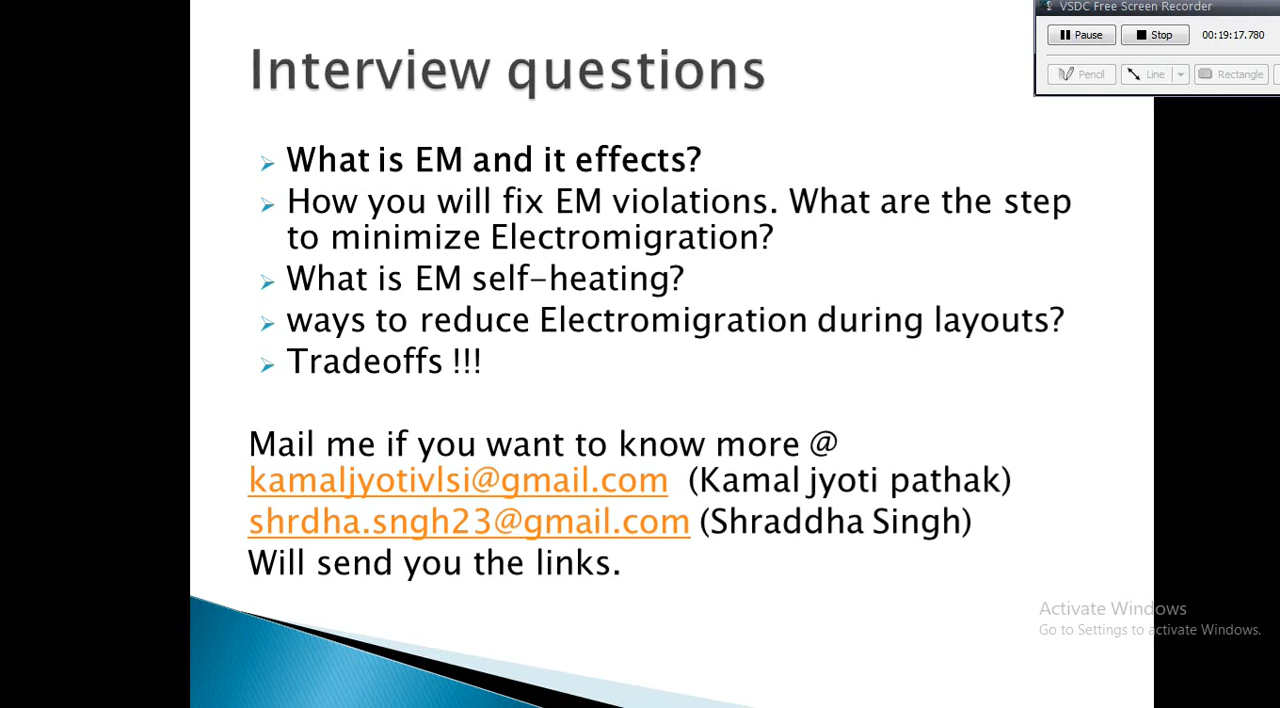 VSDC Free Screen Recorder
Pause Stop 00:19:17.780
Pencil Line Rectangle
Interview questions
What is EM and it effects?
How you will fix EM violations. What are the step
to minimize Electromigration?
What is EM self-heating?
ways to reduce Electromigration during layouts?
Tradeoffs !!!
Mail me if you want to know more @
kamaljyotivlsi@gmail.com (Kamal jyoti pathak)
shrdha.sngh23@gmail.com (Shraddha Singh)
Will send you the links.
Activate Windows
Go to Settings to activate Windows.